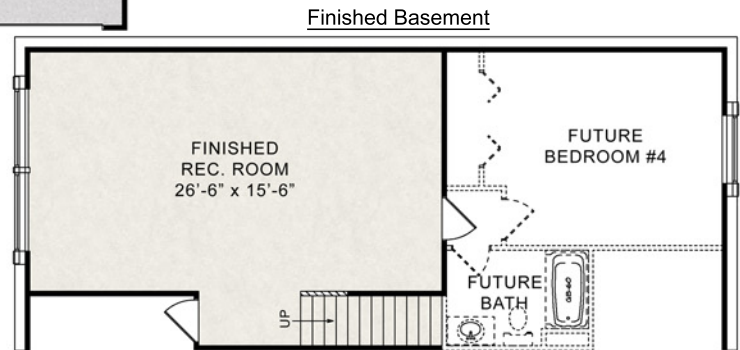 Finished Basement
FINISHED
REC. ROOM
26'-6" x 15'-6"
FUTURE
BEDROOM #4
FUTURE
BATH
UP